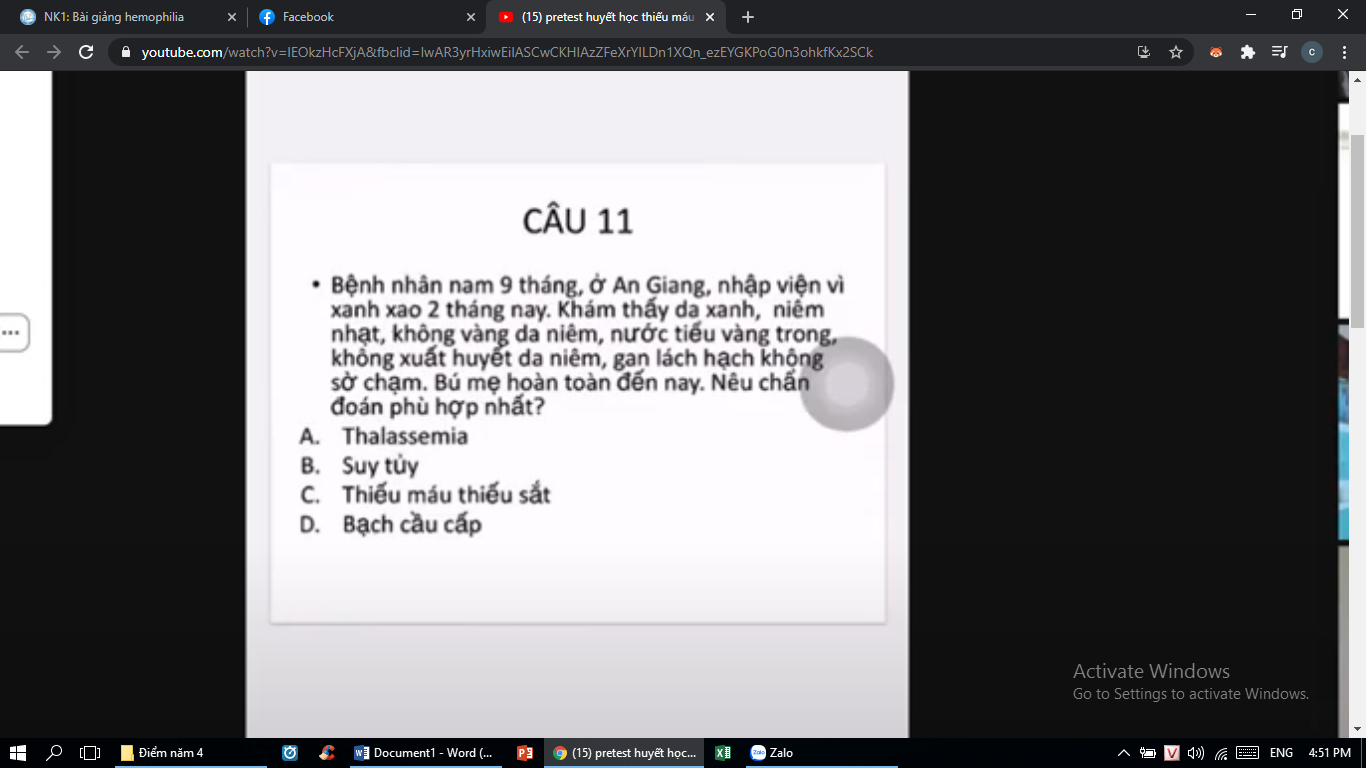 NK1: Bài giảng hemophilia
Facebook
(15) pretest huyết học thiếu máu
youtube.com/watch?v=IEOkzHcFXjA&fbclid=IwAR3yrHxiwEilASCwCKHIAzZFeXrYILDn1XQn_ezEYGKPoG0n3ohkfKx2SCk
c
CÂU 11
• Bệnh nhân nam 9 tháng, ở An Giang, nhập viện vì
xanh xao 2 tháng nay. Khám thấy da xanh, niêm
nhạt, không vàng da niêm, nước tiểu vàng trong,
không xuất huyết da niêm, gan lách hạch không
sờ chạm. Bú mẹ hoàn toàn đến nay. Nêu chẩn
đoán phù hợp nhất?
A. Thalassemia
B. Suy tủy
C. Thiếu máu thiếu sắt
D. Bạch cầu cấp
Activate Windows
Go to Settings to activate Windows.
Điểm năm 4
Document1 - Word (...
(15) pretest huyết học...
Zalo
ENG
4:51 PM